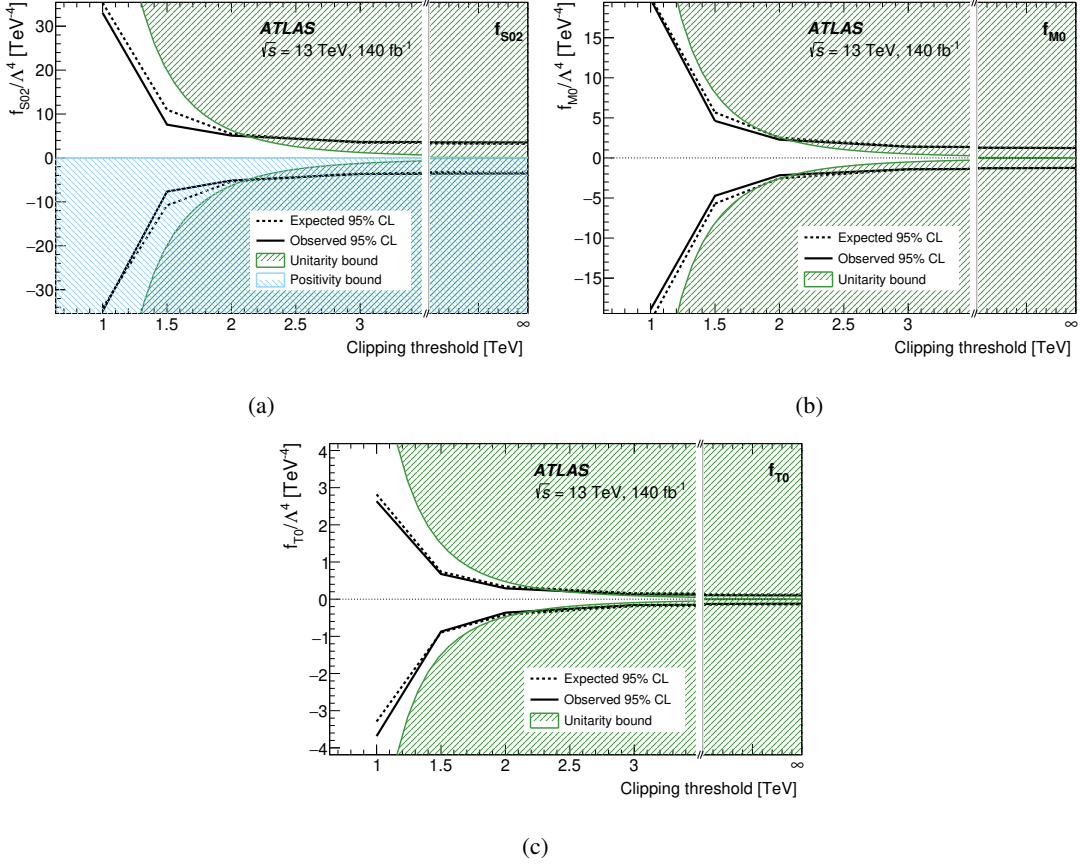 f_S02/Λ⁴ [TeV⁻⁴]
30
20
10
0
−10
−20
−30
ATLAS
√s = 13 TeV, 140 fb⁻¹
f_S02
Expected 95% CL
Observed 95% CL
Unitarity bound
Positivity bound
1 1.5 2 2.5 3 ∞
Clipping threshold [TeV]
(a)
f_M0/Λ⁴ [TeV⁻⁴]
15
10
5
0
−5
−10
−15
ATLAS
√s = 13 TeV, 140 fb⁻¹
f_M0
Expected 95% CL
Observed 95% CL
Unitarity bound
1 1.5 2 2.5 3 ∞
Clipping threshold [TeV]
(b)
f_T0/Λ⁴ [TeV⁻⁴]
4
3
2
1
0
−1
−2
−3
−4
ATLAS
√s = 13 TeV, 140 fb⁻¹
f_T0
Expected 95% CL
Observed 95% CL
Unitarity bound
1 1.5 2 2.5 3 ∞
Clipping threshold [TeV]
(c)